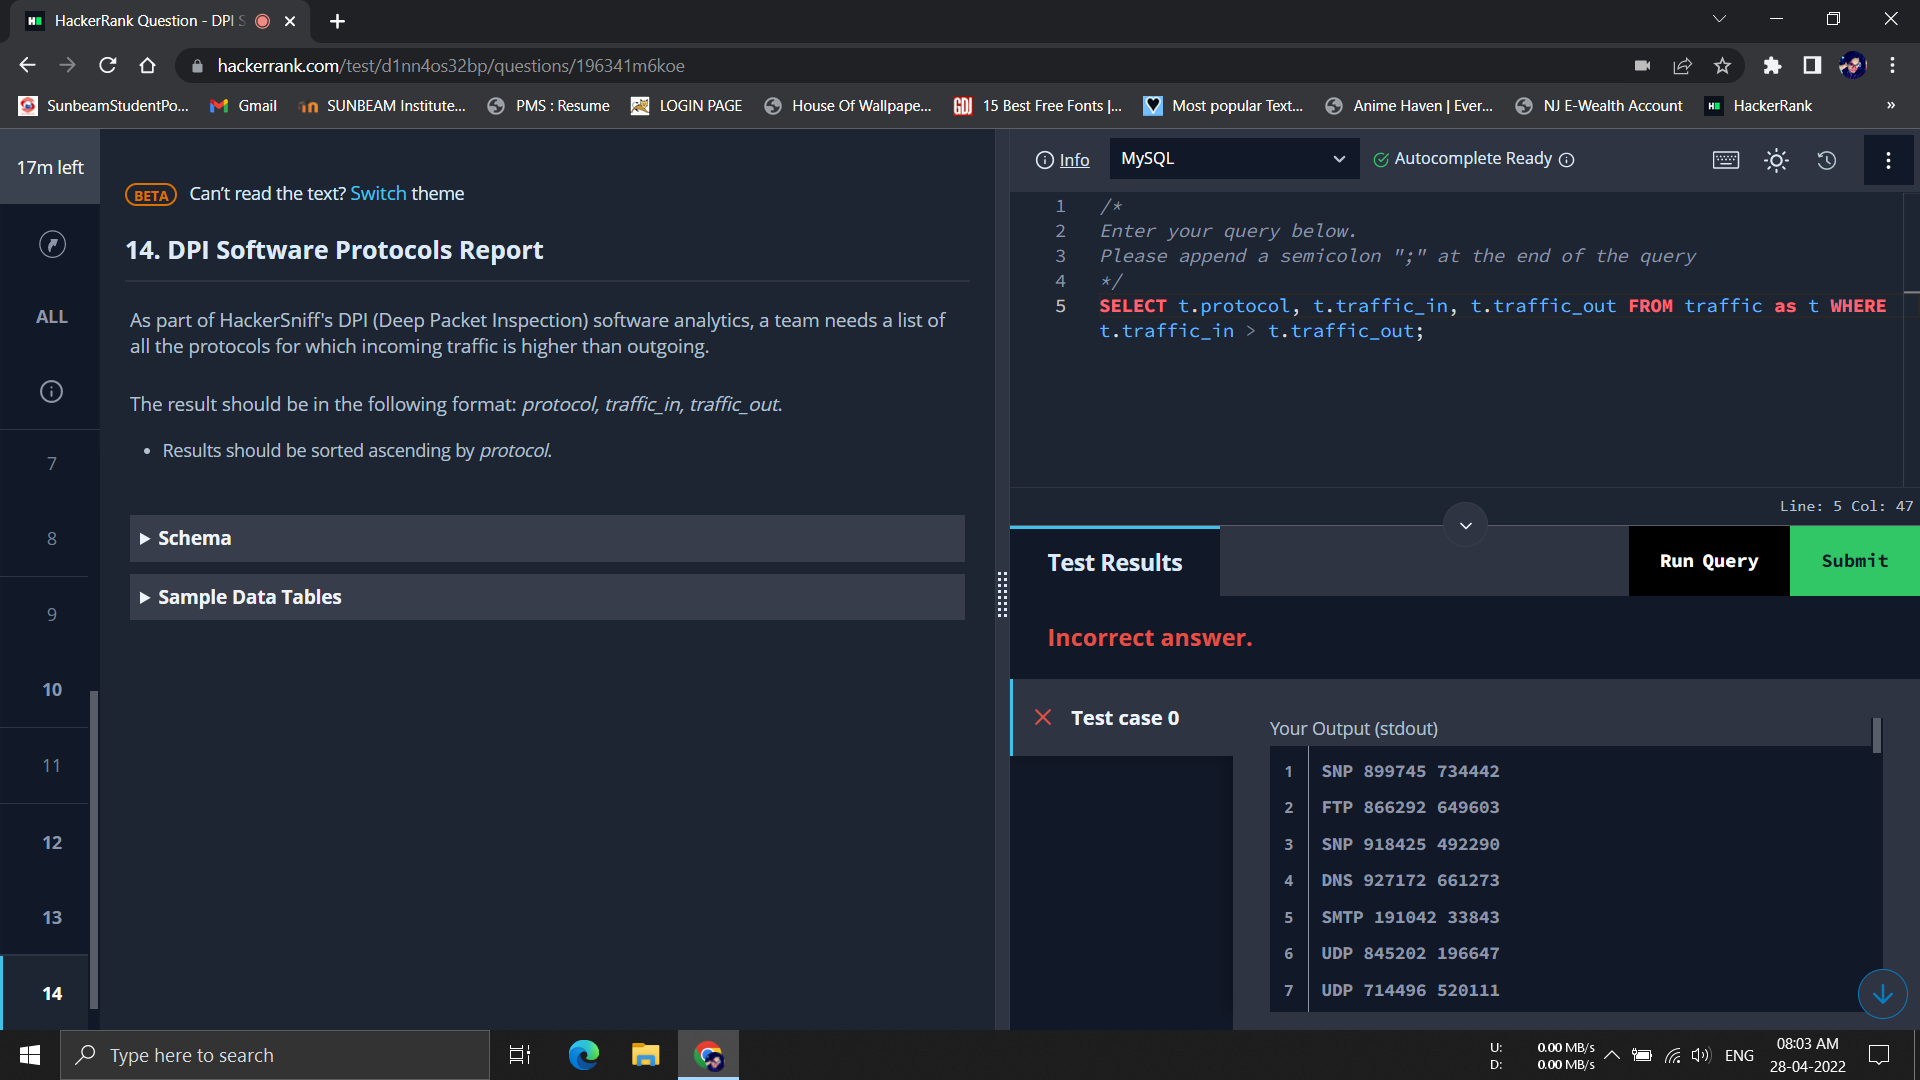 HackerRank Question - DPI S
hackerrank.com/test/d1nn4os32bp/questions/196341m6koe
SunbeamStudentPo...
Gmail
SUNBEAM Institute...
PMS : Resume
LOGIN PAGE
House Of Wallpape...
15 Best Free Fonts |...
Most popular Text...
Anime Haven | Ever...
NJ E-Wealth Account
HackerRank
»
17m left
ALL
7
8
9
10
11
12
13
14
BETA Can't read the text? Switch theme
14. DPI Software Protocols Report
As part of HackerSniff's DPI (Deep Packet Inspection) software analytics, a team needs a list of
all the protocols for which incoming traffic is higher than outgoing.
The result should be in the following format: protocol, traffic_in, traffic_out.
• Results should be sorted ascending by protocol.
Schema
Sample Data Tables
Info
MySQL
Autocomplete Ready
1 /*
2 Enter your query below.
3 Please append a semicolon ";" at the end of the query
4 */
5 SELECT t.protocol, t.traffic_in, t.traffic_out FROM traffic as t WHERE
t.traffic_in > t.traffic_out;
Line: 5 Col: 47
Test Results
Run Query
Submit
Incorrect answer.
Test case 0
Your Output (stdout)
1 SNP 899745 734442
2 FTP 866292 649603
3 SNP 918425 492290
4 DNS 927172 661273
5 SMTP 191042 33843
6 UDP 845202 196647
7 UDP 714496 520111
Type here to search
U: 0.00 MB/s
D: 0.00 MB/s
ENG
08:03 AM
28-04-2022